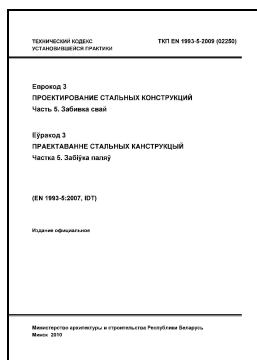 ТЕХНИЧЕСКИЙ КОДЕКС
УСТАНОВИВШЕЙСЯ ПРАКТИКИ
ТКП EN 1993-5-2009 (02250)
Еврокод 3
ПРОЕКТИРОВАНИЕ СТАЛЬНЫХ КОНСТРУКЦИЙ
Часть 5. Забивка свай
Еўракод 3
ПРАЕКТАВАННЕ СТАЛЬНЫХ КАНСТРУКЦЫЙ
Частка 5. Забіўка паляў
(EN 1993-5:2007, IDT)
Издание официальное
Министерство архитектуры и строительства Республики Беларусь
Минск 2010